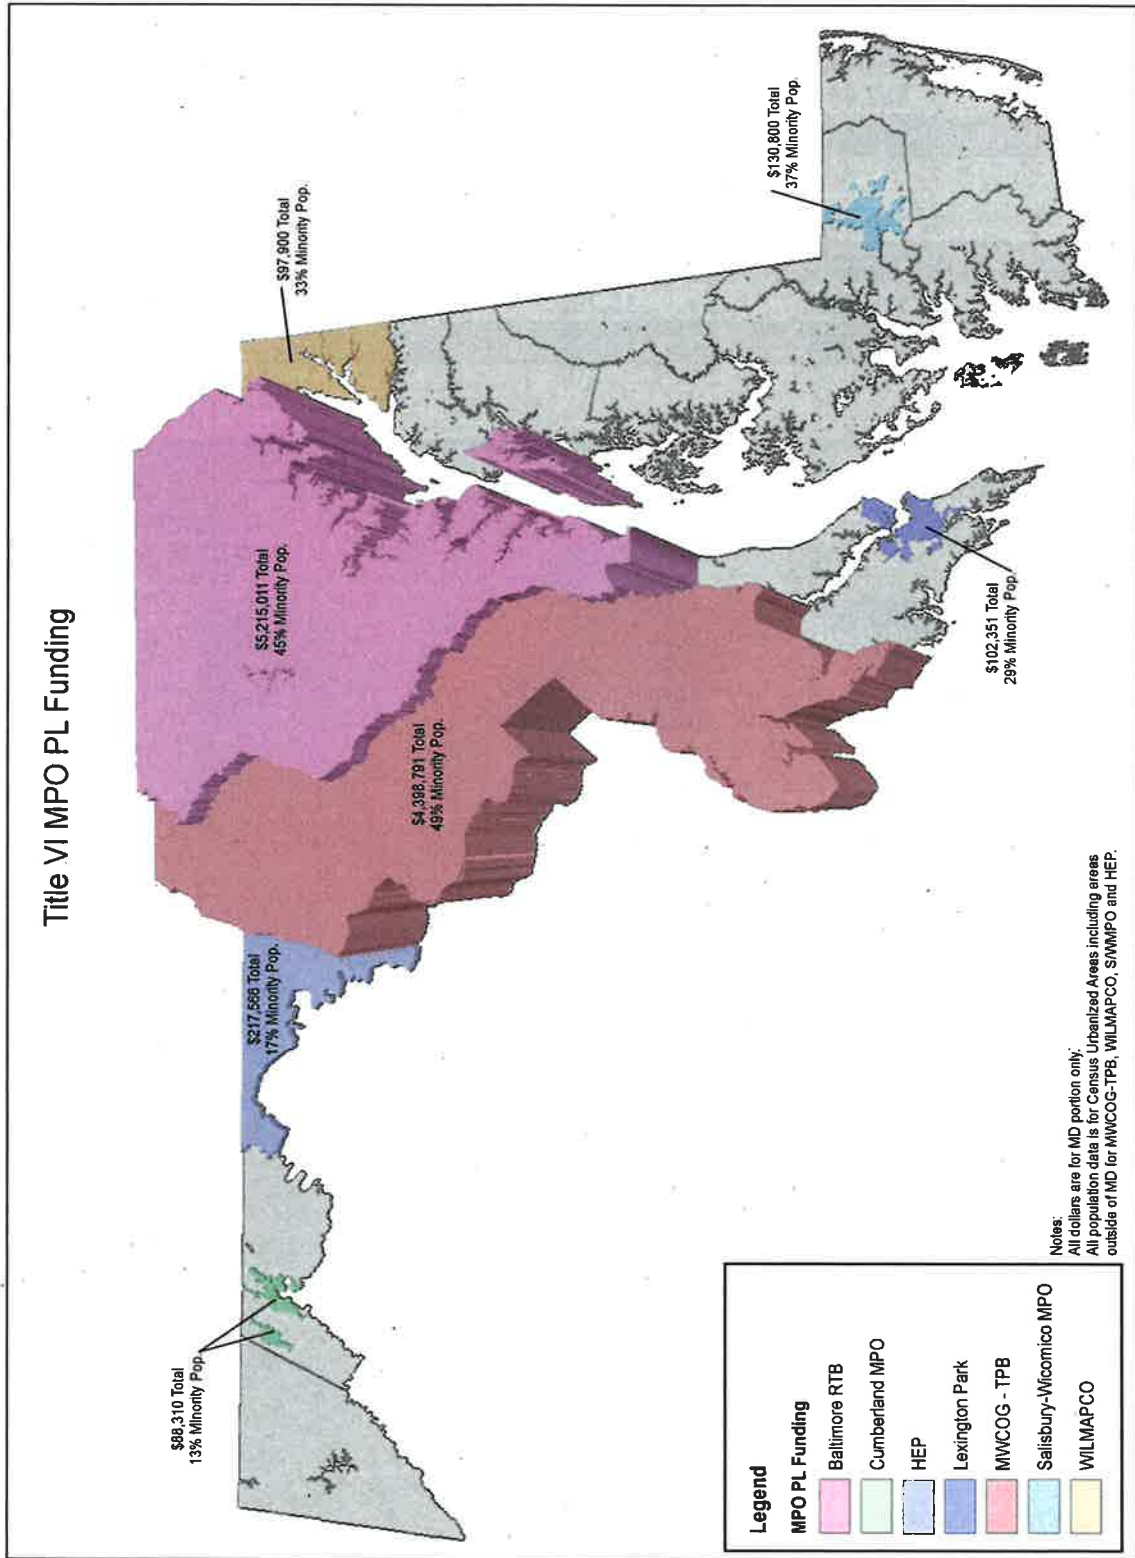 Title VI MPO PL Funding
$88,310 Total
13% Minority Pop.
$217,566 Total
17% Minority Pop.
$4,398,791 Total
49% Minority Pop.
$5,215,011 Total
45% Minority Pop.
$97,900 Total
33% Minority Pop.
$130,800 Total
37% Minority Pop.
$102,351 Total
29% Minority Pop.
Legend
MPO PL Funding
Baltimore RTB
Cumberland MPO
HEP
Lexington Park
MWCOG - TPB
Salisbury-Wicomico MPO
WILMAPCO
Notes:
All dollars are for MD portion only.
All population data is for Census Urbanized Areas including areas
outside of MD for MWCOG-TPB, WILMAPCO, S/WMPO and HEP.